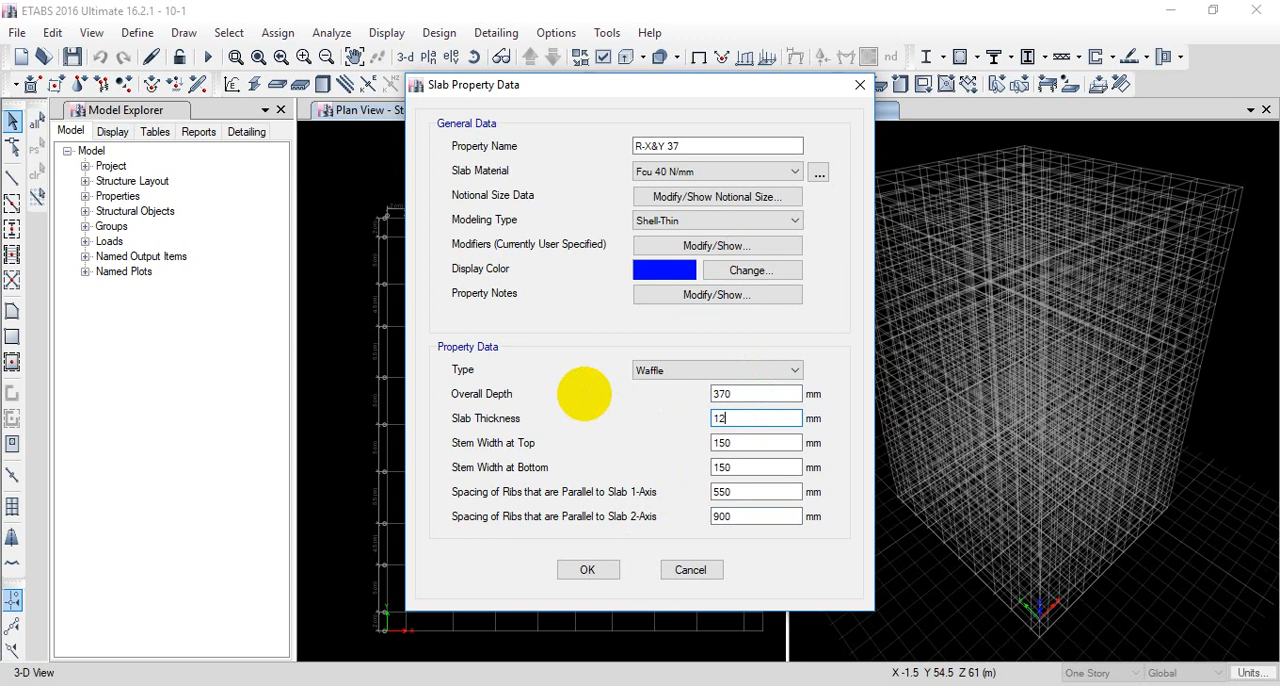 ETABS 2016 Ultimate 16.2.1 - 10-1
File Edit View Define Draw Select Assign Analyze Display Design Detailing Options Tools Help
3-D
nd
Model Explorer
Plan View - St
Slab Property Data
Model Display Tables Reports Detailing
Model
Project
Structure Layout
Properties
Structural Objects
Groups
Loads
Named Output Items
Named Plots
General Data
Property Name R-X&Y 37
Slab Material Fcu 40 N/mm ...
Notional Size Data Modify/Show Notional Size...
Modeling Type Shell-Thin
Modifiers (Currently User Specified) Modify/Show...
Display Color Change...
Property Notes Modify/Show...
Property Data
Type Waffle
Overall Depth 370 mm
Slab Thickness 12 mm
Stem Width at Top 150 mm
Stem Width at Bottom 150 mm
Spacing of Ribs that are Parallel to Slab 1-Axis 550 mm
Spacing of Ribs that are Parallel to Slab 2-Axis 900 mm
OK Cancel
3-D View X -1.5 Y 54.5 Z 61 (m) One Story Global Units...